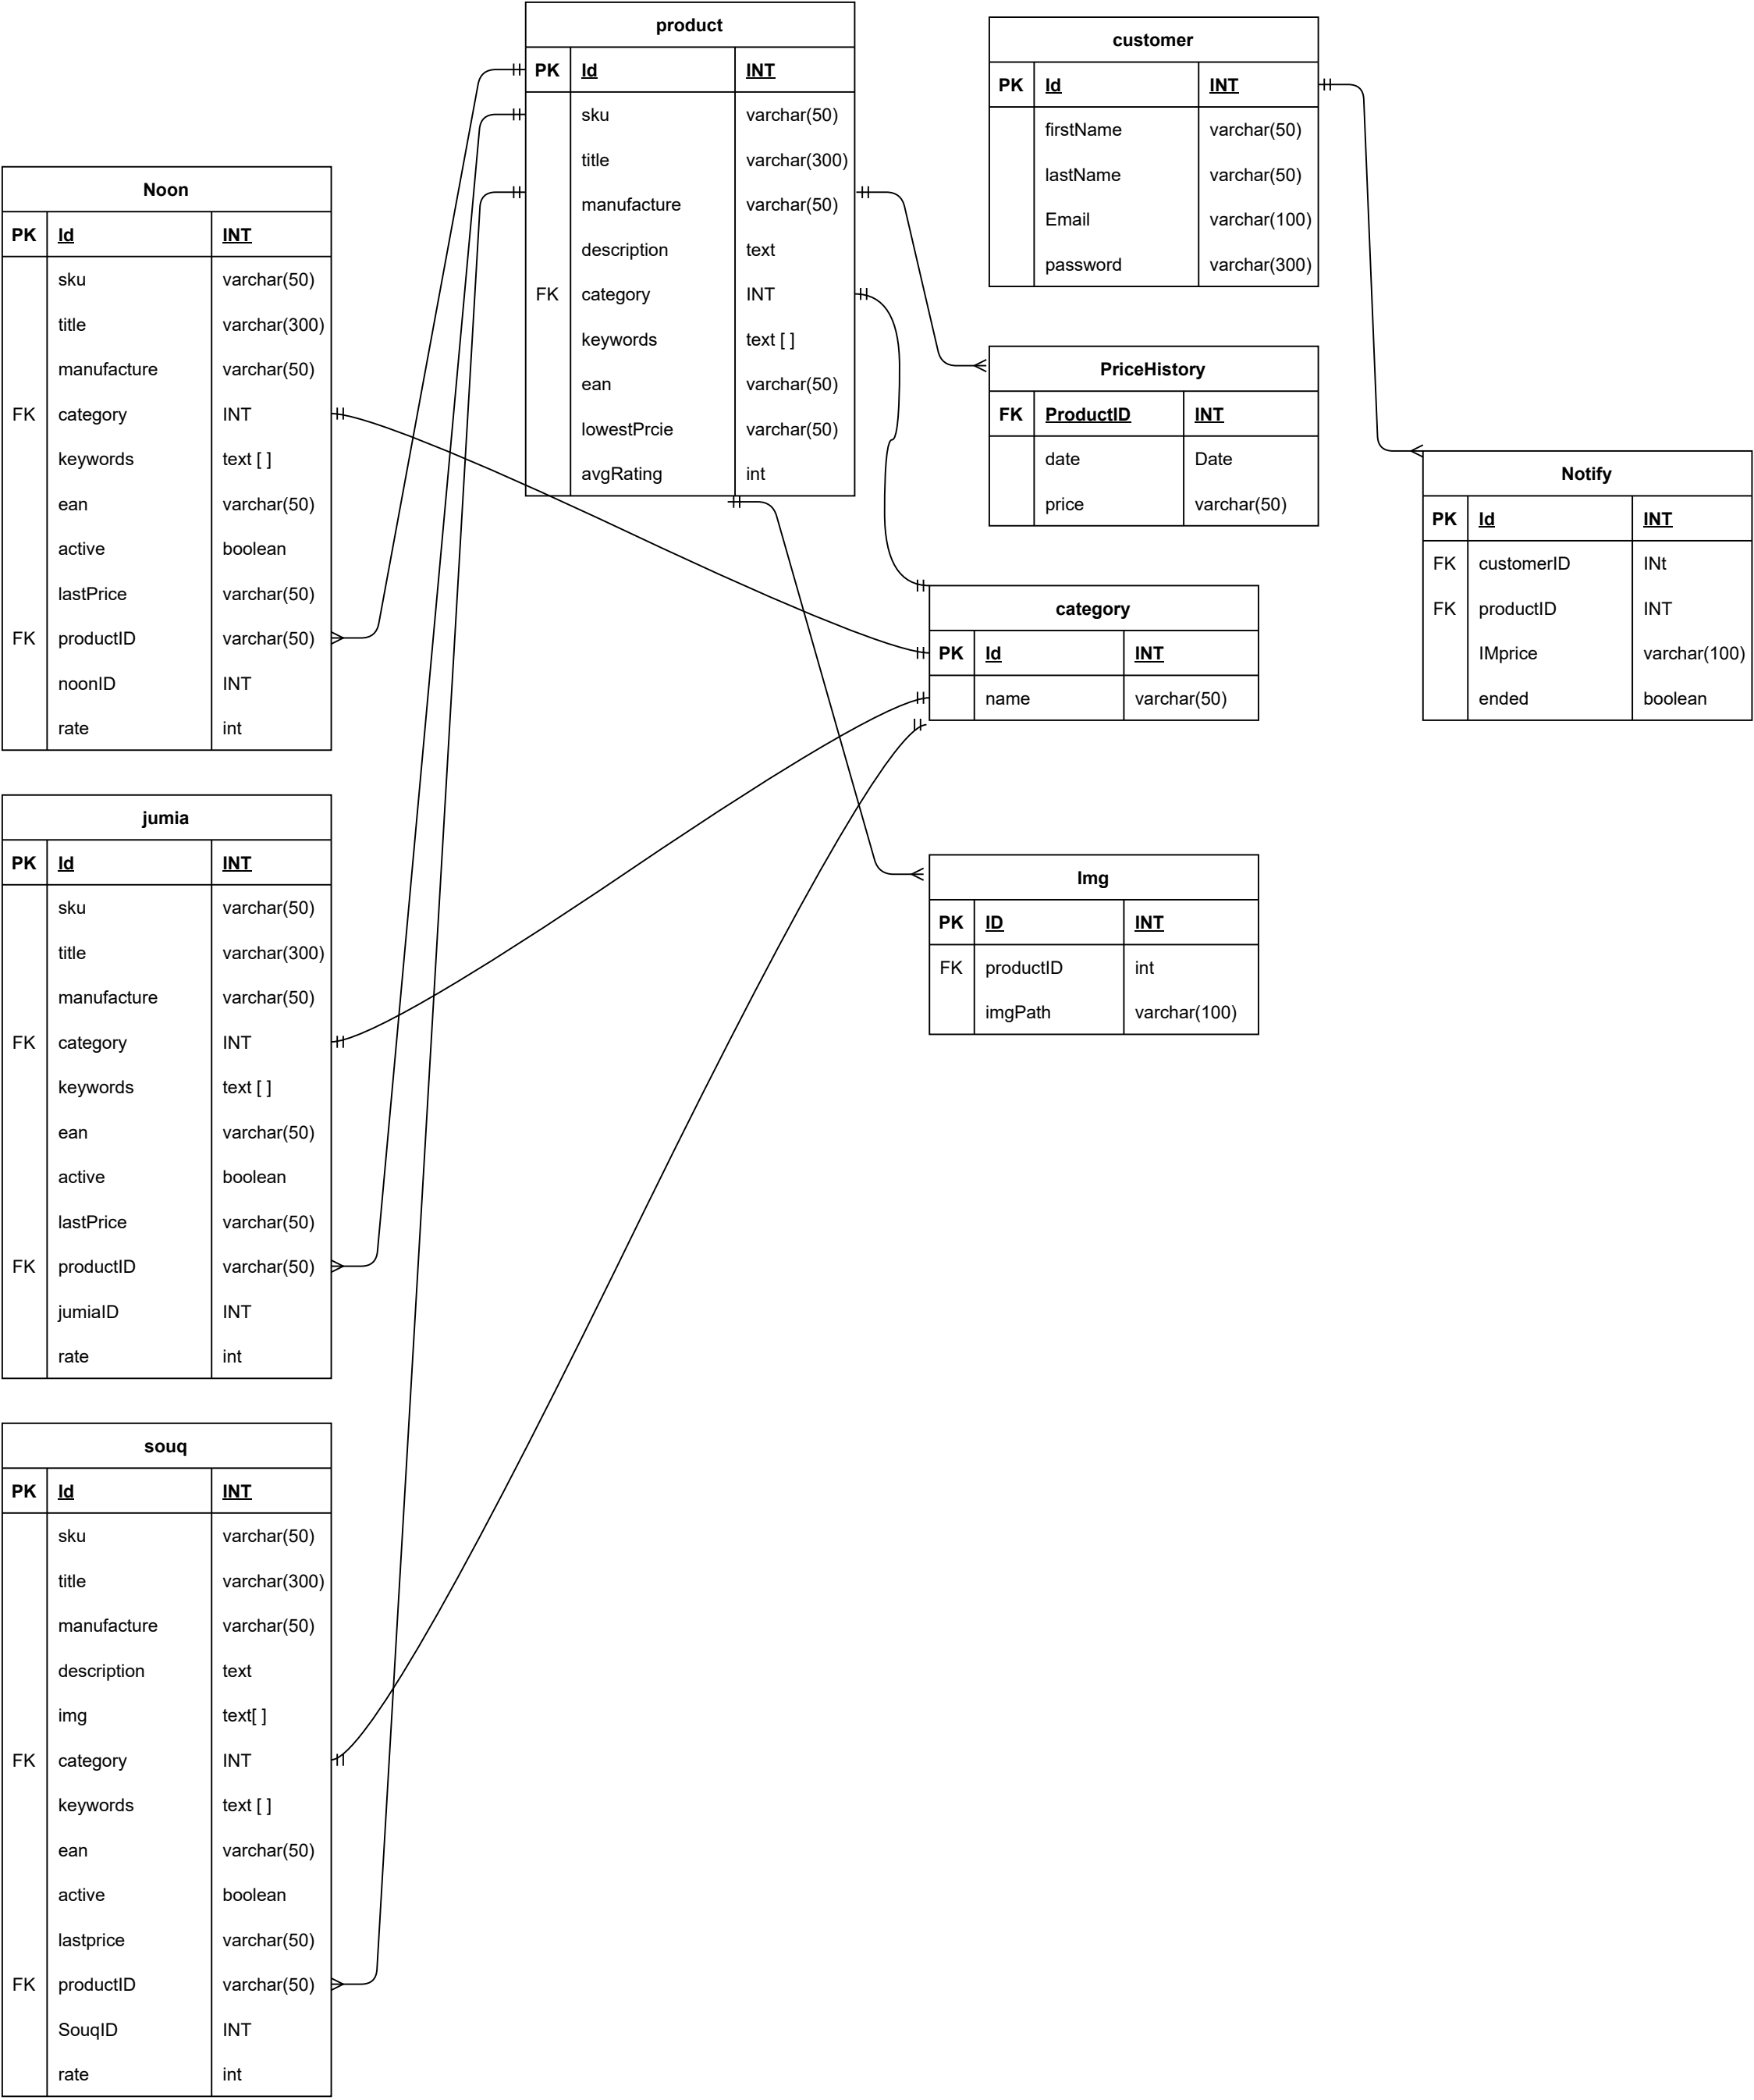 product
PK Id INT
sku varchar(50)
title varchar(300)
manufacture varchar(50)
description text
FK category INT
keywords text [ ]
ean varchar(50)
lowestPrcie varchar(50)
avgRating int
customer
PK Id INT
firstName varchar(50)
lastName varchar(50)
Email varchar(100)
password varchar(300)
Noon
PK Id INT
sku varchar(50)
title varchar(300)
manufacture varchar(50)
FK category INT
keywords text [ ]
ean varchar(50)
active boolean
lastPrice varchar(50)
FK productID varchar(50)
noonID INT
rate int
PriceHistory
FK ProductID INT
date Date
price varchar(50)
Notify
PK Id INT
FK customerID INt
FK productID INT
IMprice varchar(100)
ended boolean
category
PK Id INT
name varchar(50)
jumia
PK Id INT
sku varchar(50)
title varchar(300)
manufacture varchar(50)
FK category INT
keywords text [ ]
ean varchar(50)
active boolean
lastPrice varchar(50)
FK productID varchar(50)
jumiaID INT
rate int
Img
PK ID INT
FK productID int
imgPath varchar(100)
souq
PK Id INT
sku varchar(50)
title varchar(300)
manufacture varchar(50)
description text
img text[ ]
FK category INT
keywords text [ ]
ean varchar(50)
active boolean
lastprice varchar(50)
FK productID varchar(50)
SouqID INT
rate int